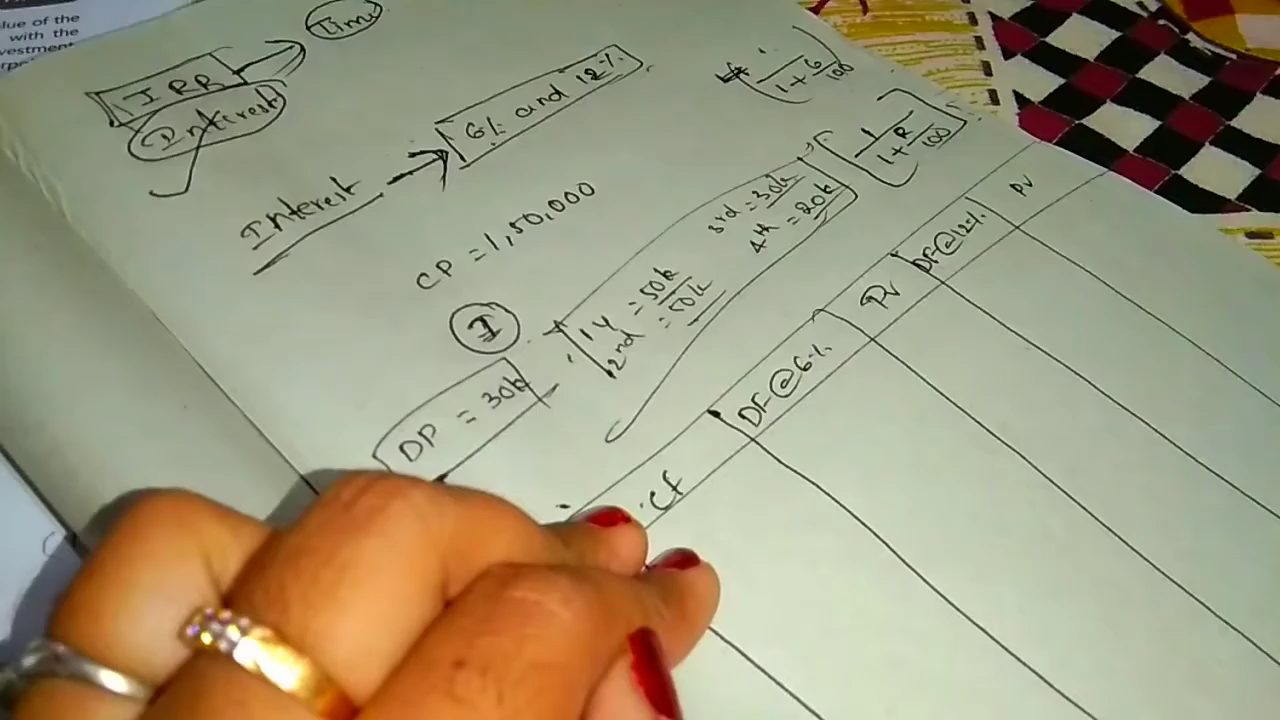 lue of the
with the
vestment
Time
IRR
Interest
Interest → 6% and 12%
CP = 1,50,000
I
DP = 30k
1 y = 50k
2nd = 50k
3rd = 30k
4th = 20k
1
1+6/100
1
1+R/100
CF
DF@6%
PV
DF@12%
PV